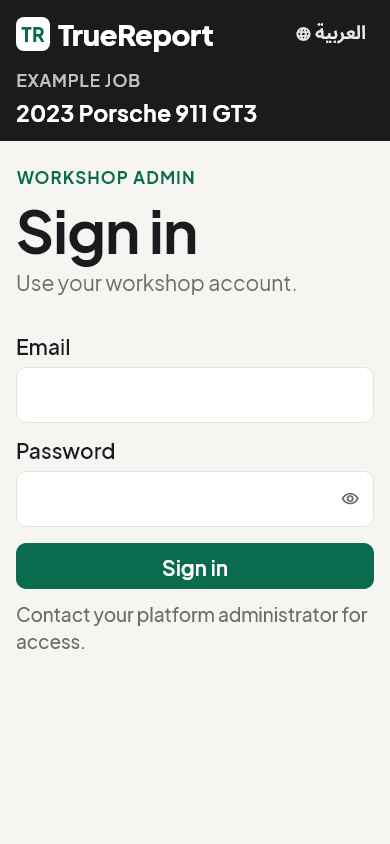 TR TrueReport
العربية
EXAMPLE JOB
2023 Porsche 911 GT3
WORKSHOP ADMIN
Sign in
Use your workshop account.
Email
Password
Sign in
Contact your platform administrator for
access.